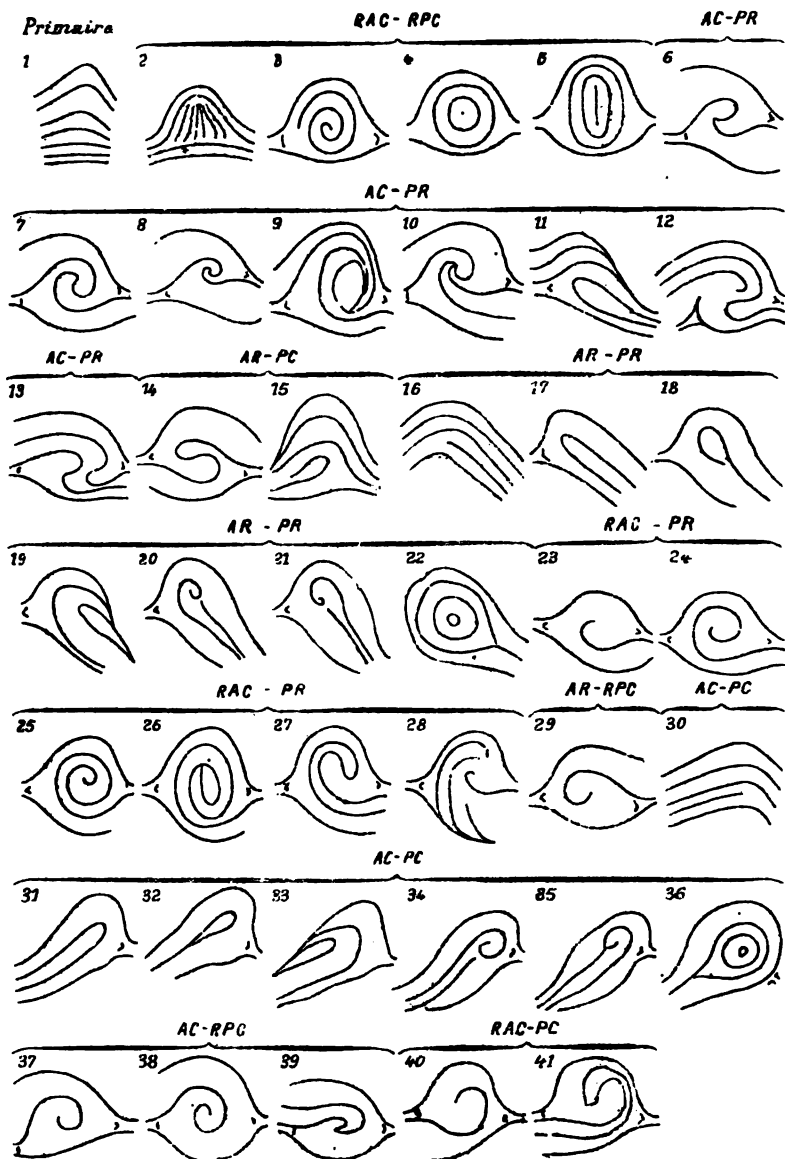 Primaire RAC-RPC AC-PR
1 2 3 4 5 6
AC-PR
7 8 9 10 11 12
AC-PR AR-PC AR-PR
13 14 15 16 17 18
AR - PR RAC - PR
19 20 21 22 23 24
RAC - PR AR-RPC AC-PC
25 26 27 28 29 30
AC-PC
31 32 33 34 35 36
AC-RPC RAC-PC
37 38 39 40 41